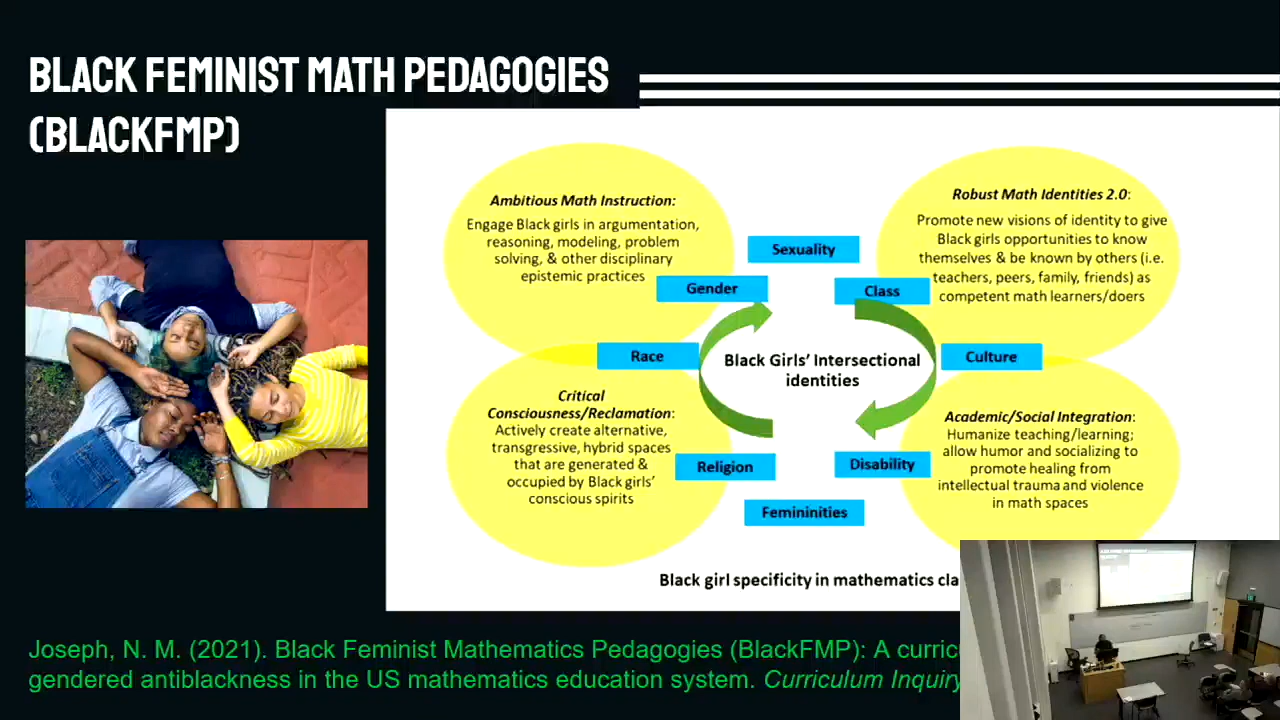 BLACK FEMINIST MATH PEDAGOGIES
(BLACKFMP)
Ambitious Math Instruction:
Engage Black girls in argumentation,
reasoning, modeling, problem
solving, & other disciplinary
epistemic practices
Robust Math Identities 2.0:
Promote new visions of identity to give
Black girls opportunities to know
themselves & be known by others (i.e.
teachers, peers, family, friends) as
competent math learners/doers
Sexuality
Gender
Class
Race
Culture
Black Girls' Intersectional
identities
Critical
Consciousness/Reclamation:
Actively create alternative,
transgressive, hybrid spaces
that are generated &
occupied by Black girls'
conscious spirits
Academic/Social Integration:
Humanize teaching/learning;
allow humor and socializing to
promote healing from
intellectual trauma and violence
in math spaces
Religion
Disability
Femininities
Black girl specificity in mathematics cla
Joseph, N. M. (2021). Black Feminist Mathematics Pedagogies (BlackFMP): A curric
gendered antiblackness in the US mathematics education system. Curriculum Inquiry